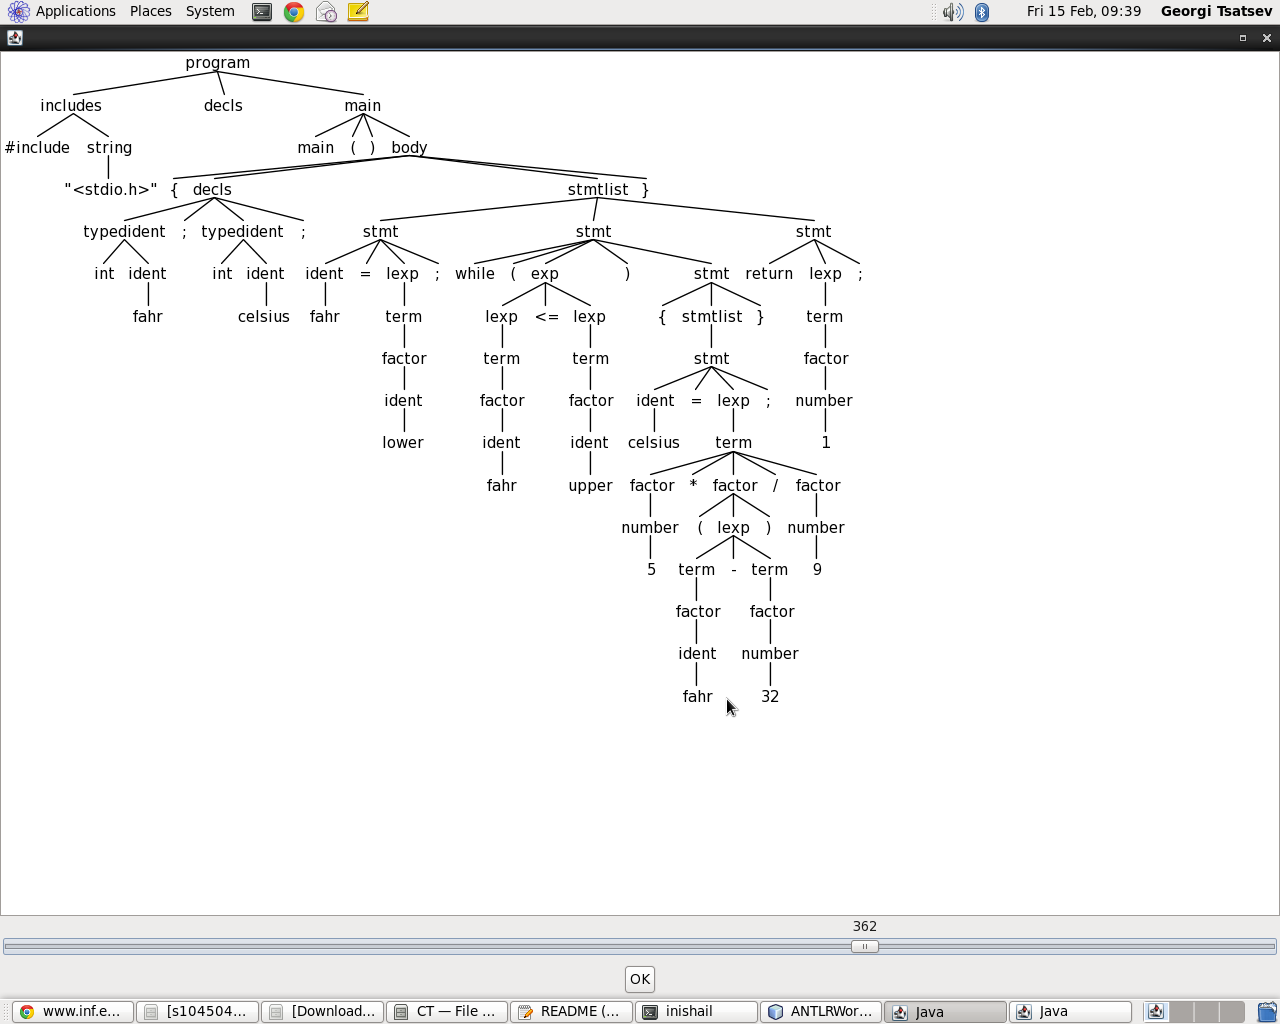 Applications Places System Fri 15 Feb, 09:39 Georgi Tsatsev
program
includes decls main
#include string main ( ) body
"<stdio.h>" { decls stmtlist }
typedident ; typedident ; stmt stmt stmt
int ident int ident ident = lexp ; while ( exp ) stmt return lexp ;
fahr celsius fahr term lexp <= lexp { stmtlist } term
factor term term stmt factor
ident factor factor ident = lexp ; number
lower ident ident celsius term 1
fahr upper factor * factor / factor
number ( lexp ) number
5 term - term 9
factor factor
ident number
fahr 32
362
OK
www.inf.e... [s104504... [Download... CT — File ... README (... inishail ANTLRWor... Java Java